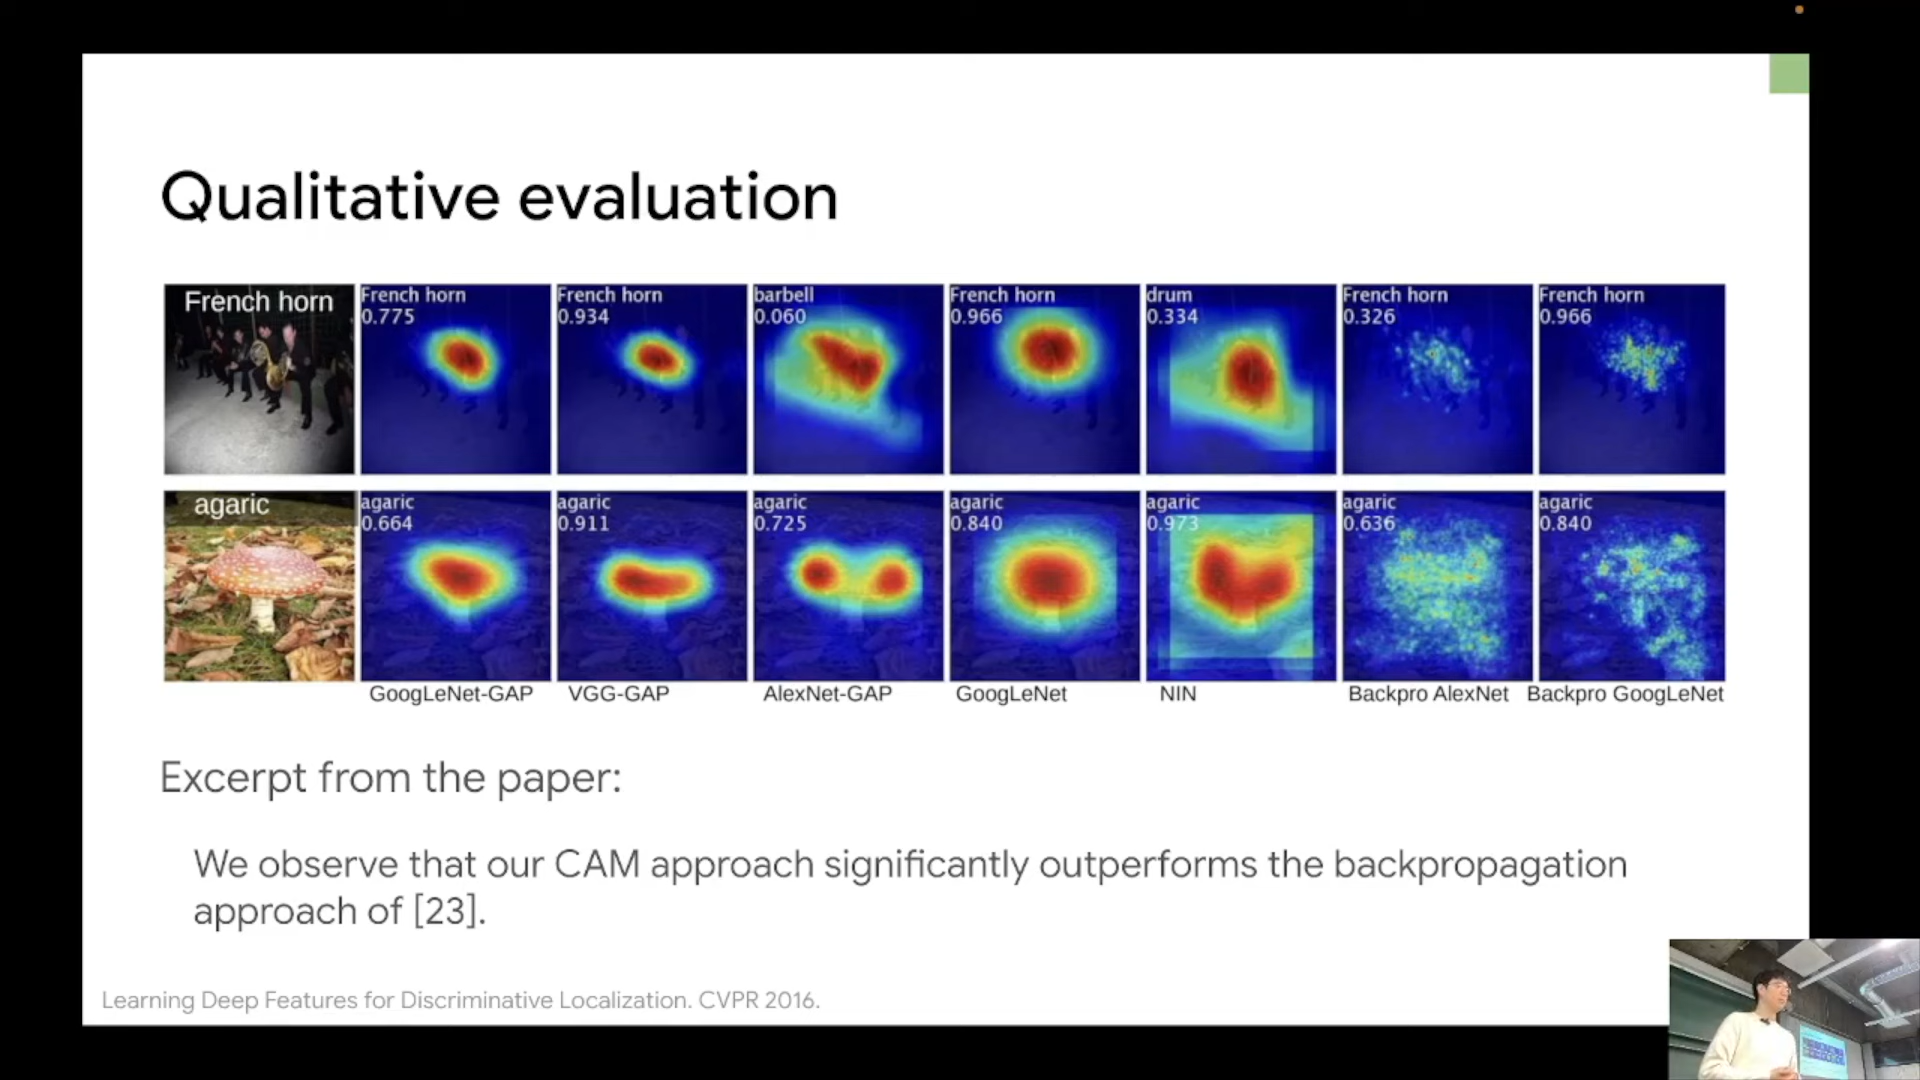 Qualitative evaluation
French horn
French horn
0.775
French horn
0.934
barbell
0.060
French horn
0.966
drum
0.334
French horn
0.326
French horn
0.966
agaric
agaric
0.664
agaric
0.911
agaric
0.725
agaric
0.840
agaric
0.973
agaric
0.636
agaric
0.840
GoogLeNet-GAP
VGG-GAP
AlexNet-GAP
GoogLeNet
NIN
Backpro AlexNet
Backpro GoogLeNet
Excerpt from the paper:
We observe that our CAM approach significantly outperforms the backpropagation
approach of [23].
Learning Deep Features for Discriminative Localization. CVPR 2016.